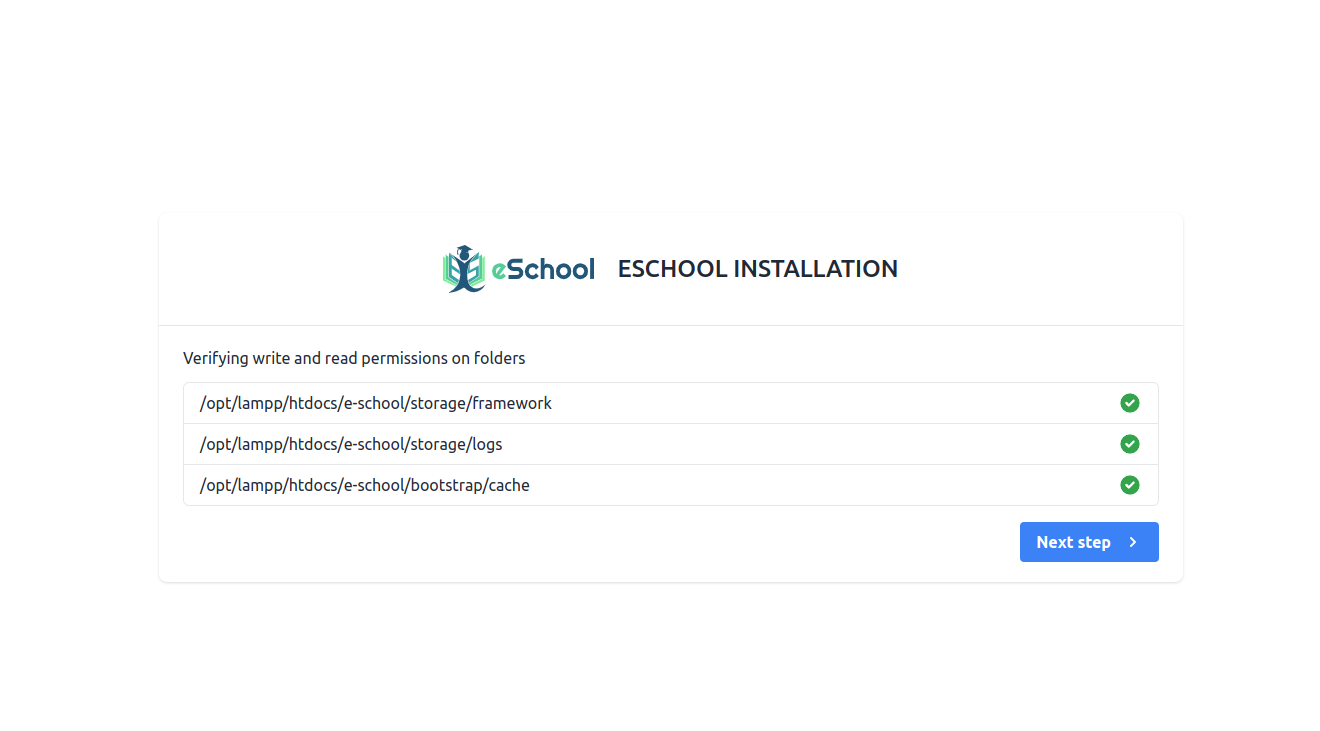 eSchool ESCHOOL INSTALLATION
Verifying write and read permissions on folders
/opt/lampp/htdocs/e-school/storage/framework
/opt/lampp/htdocs/e-school/storage/logs
/opt/lampp/htdocs/e-school/bootstrap/cache
Next step